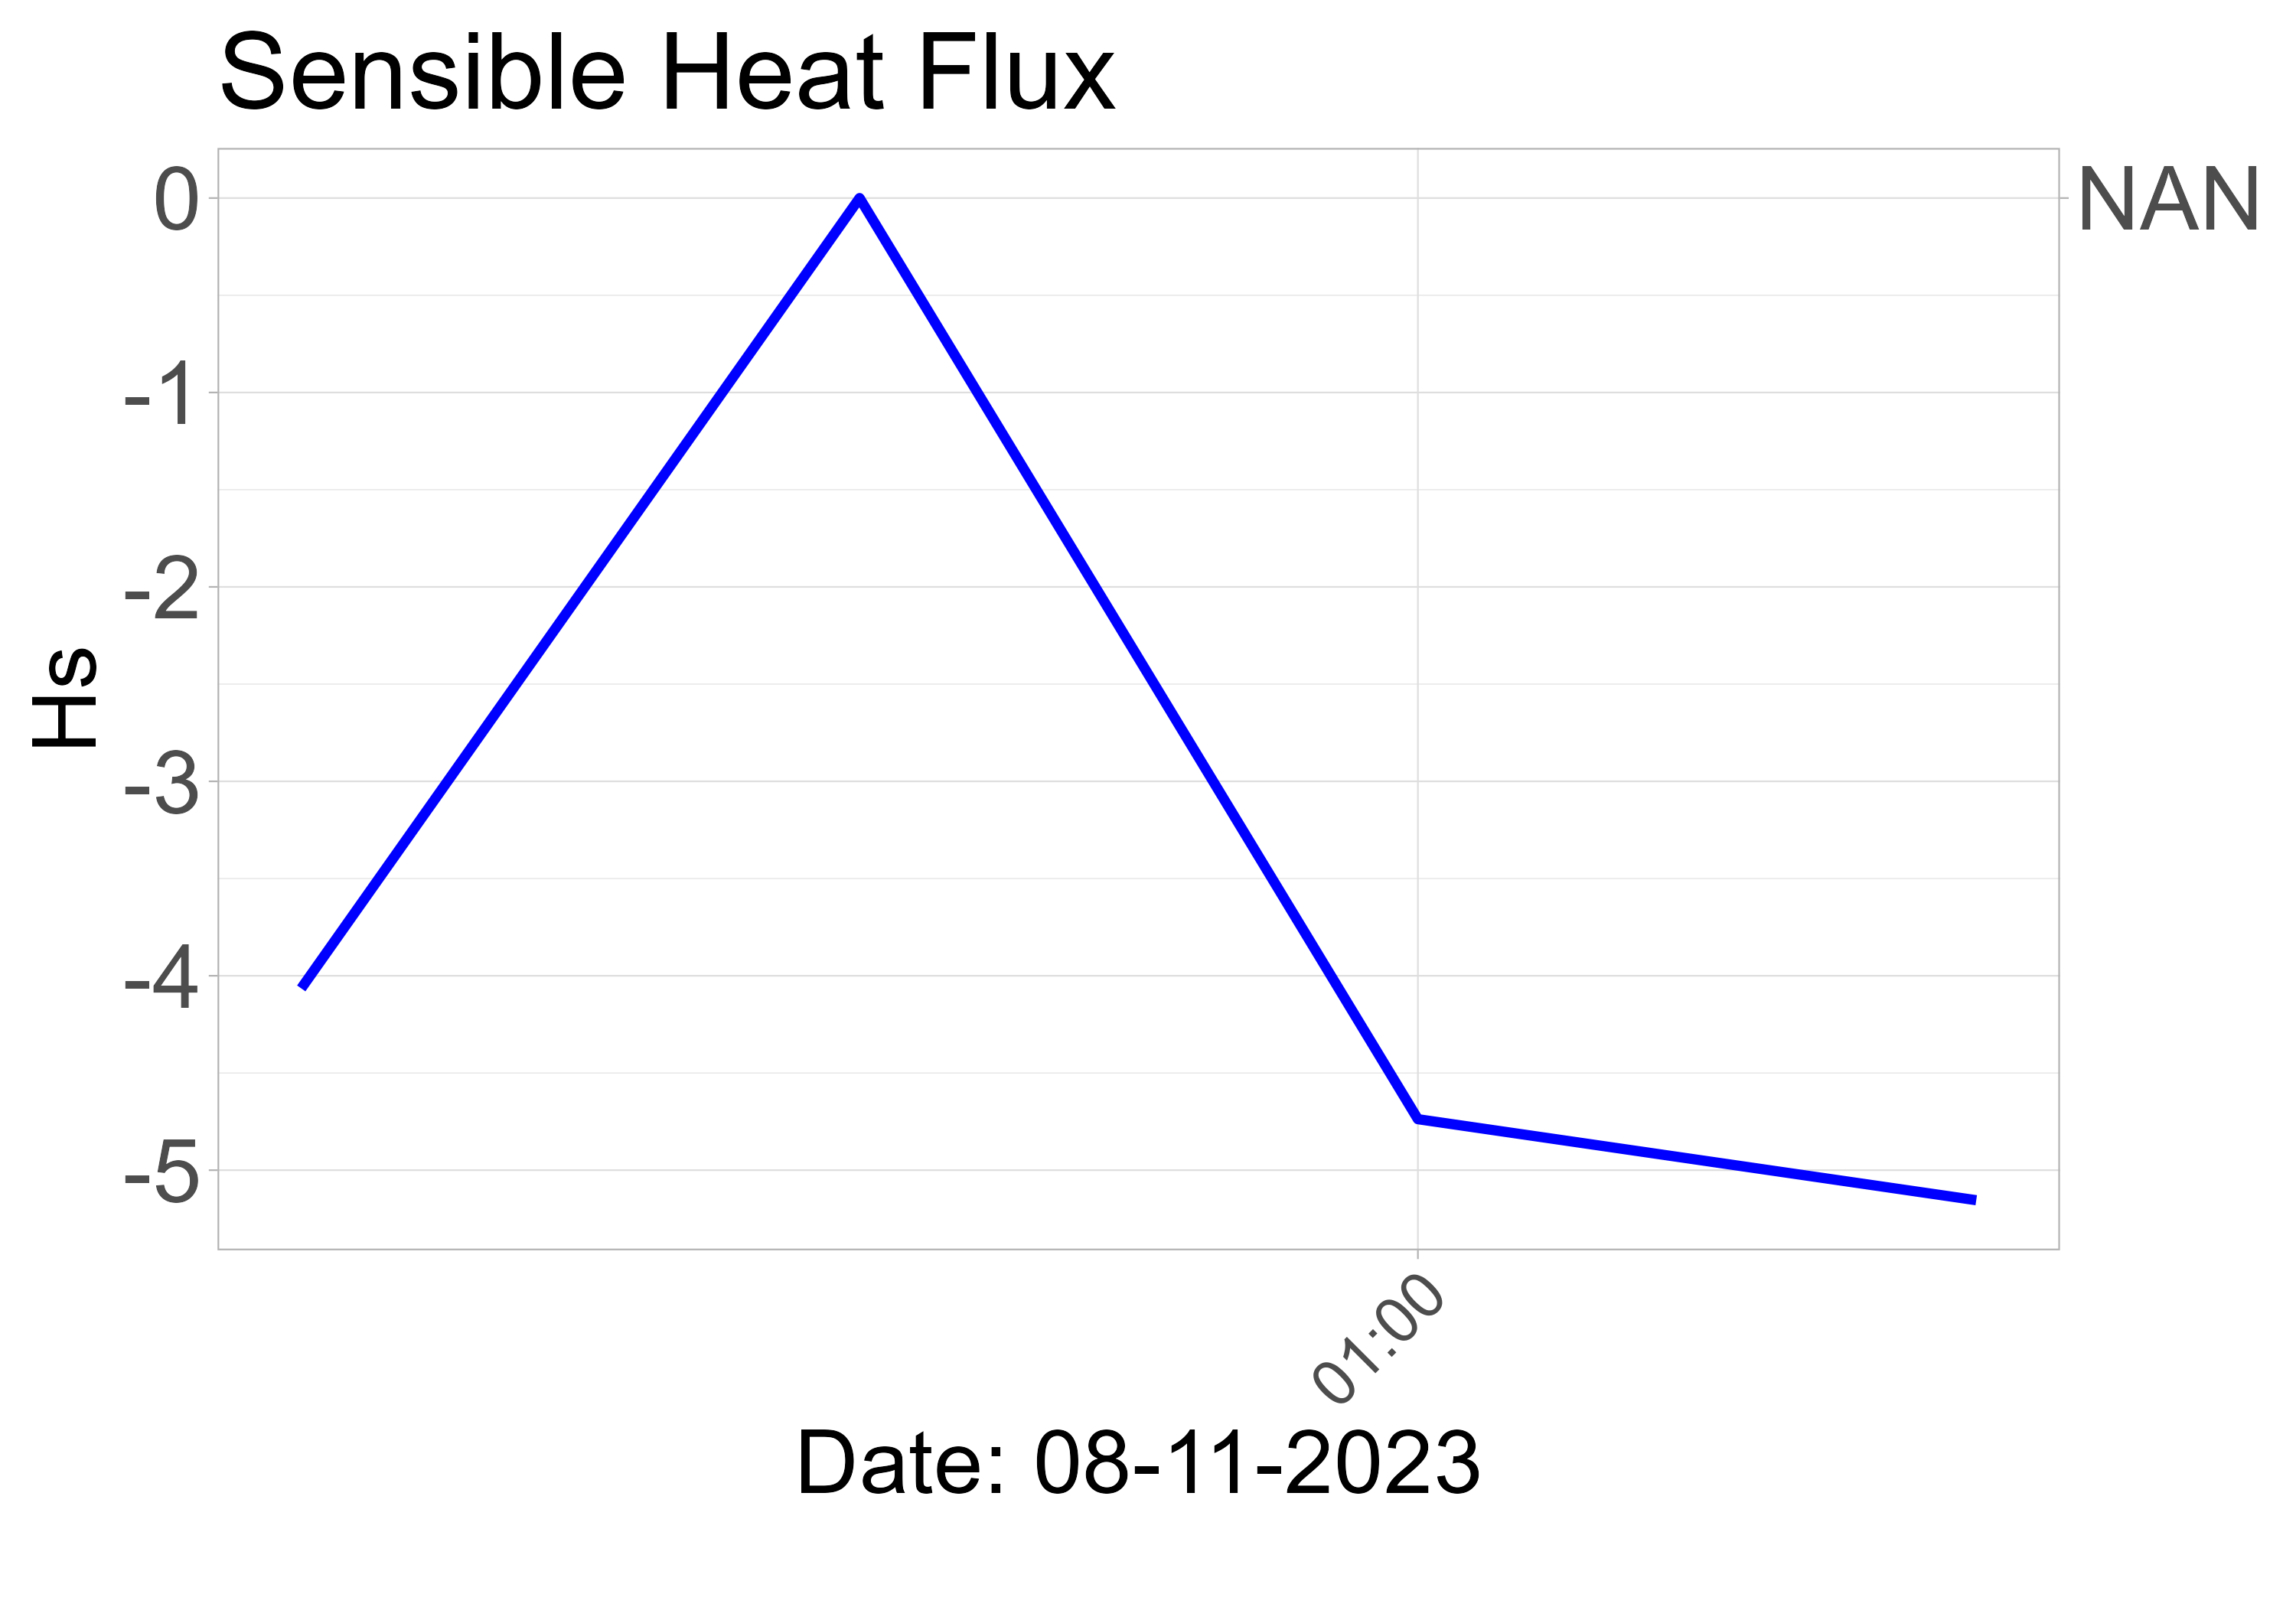 Sensible Heat Flux
0
NAN
-1
-2
Hs
-3
-4
-5
01:00
Date: 08-11-2023